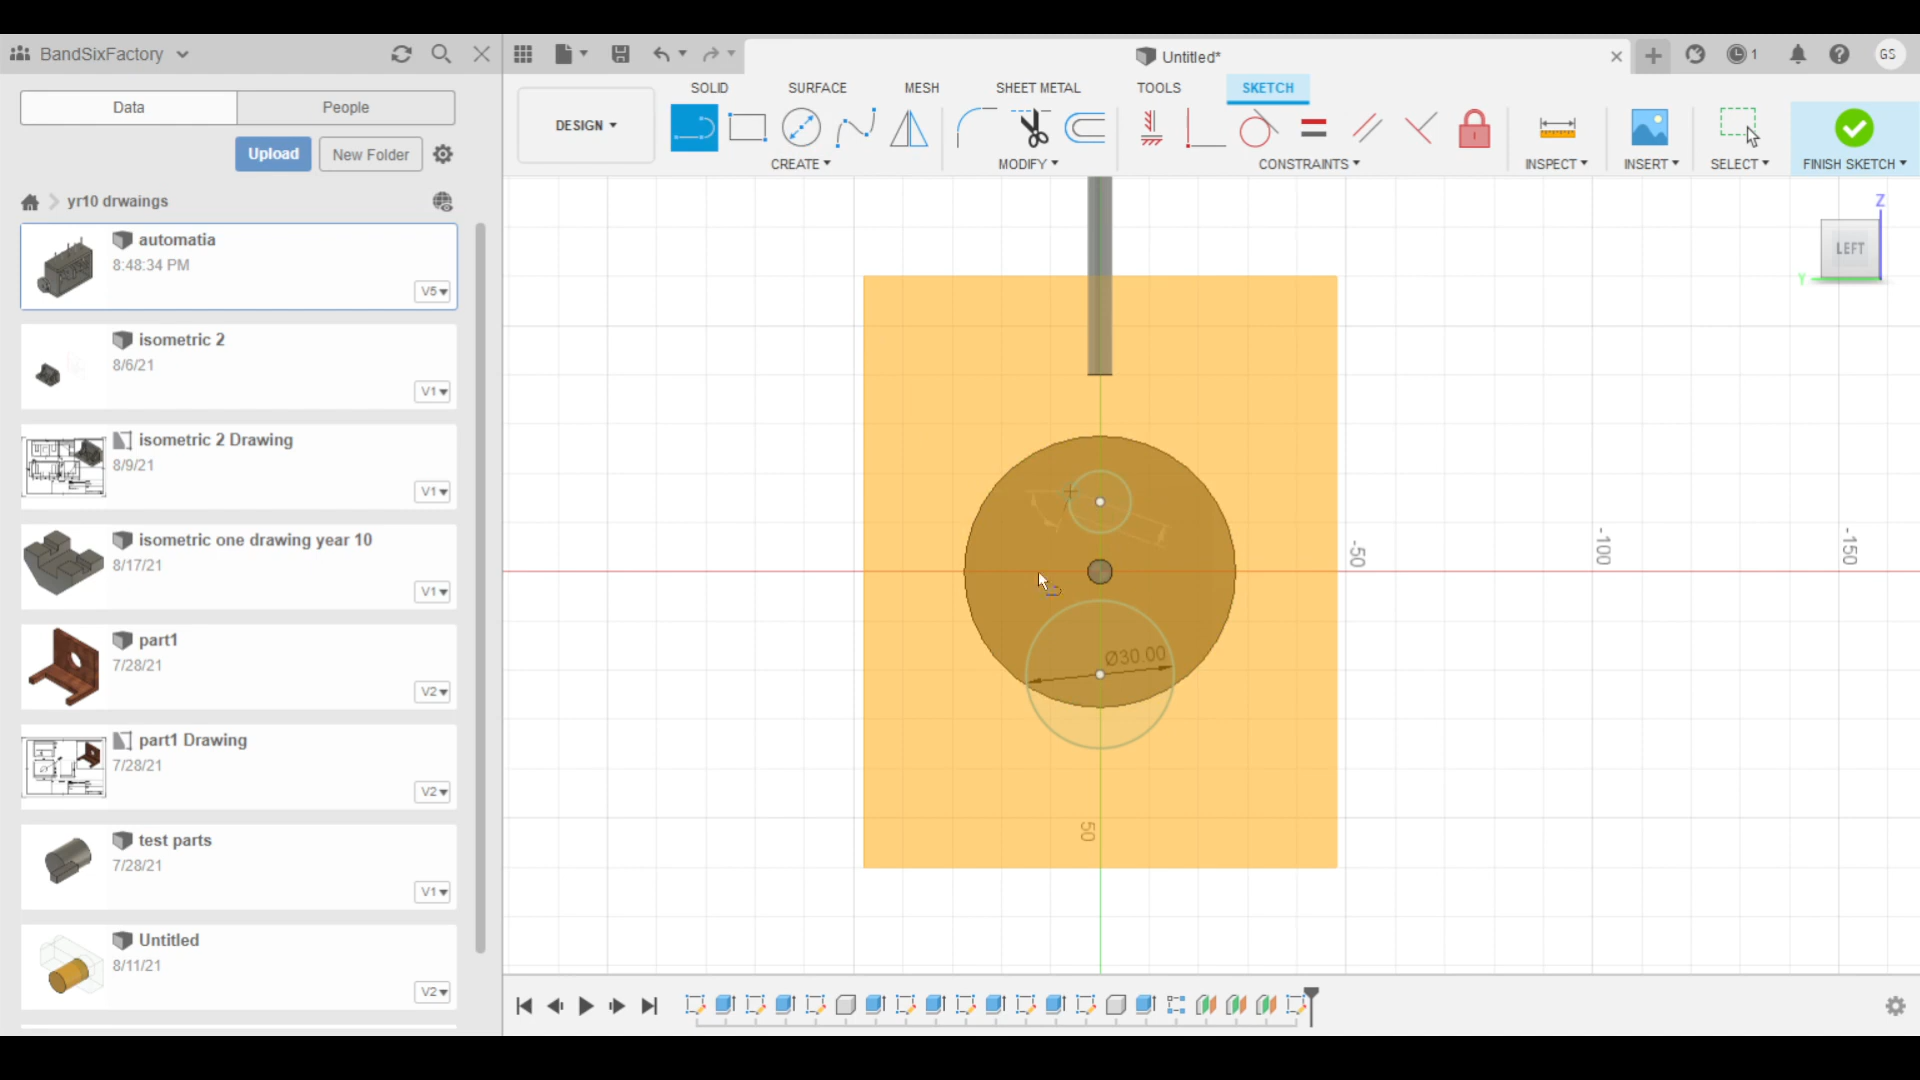 BandSixFactory
Untitled*
1
GS
Data
People
Upload
New Folder
yr10 drwaings
automatia
8:48:34 PM
V5
isometric 2
8/6/21
V1
isometric 2 Drawing
8/9/21
V1
isometric one drawing year 10
8/17/21
V1
part1
7/28/21
V2
part1 Drawing
7/28/21
V2
test parts
7/28/21
V1
Untitled
8/11/21
V2
DESIGN
SOLID
SURFACE
MESH
SHEET METAL
TOOLS
SKETCH
CREATE
MODIFY
CONSTRAINTS
INSPECT
INSERT
SELECT
FINISH SKETCH
Z
LEFT
Y
-50
-100
-150
Ø30.00
50